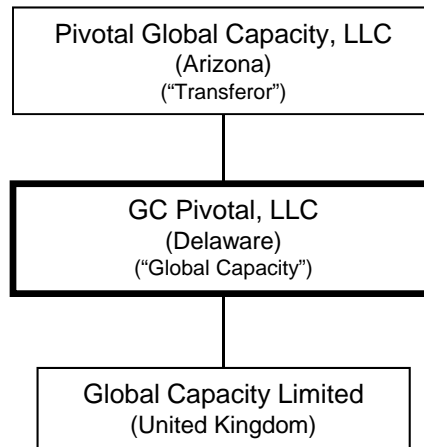 Pivotal Global Capacity, LLC
(Arizona)
(“Transferor”)
GC Pivotal, LLC
(Delaware)
(“Global Capacity”)
Global Capacity Limited
(United Kingdom)